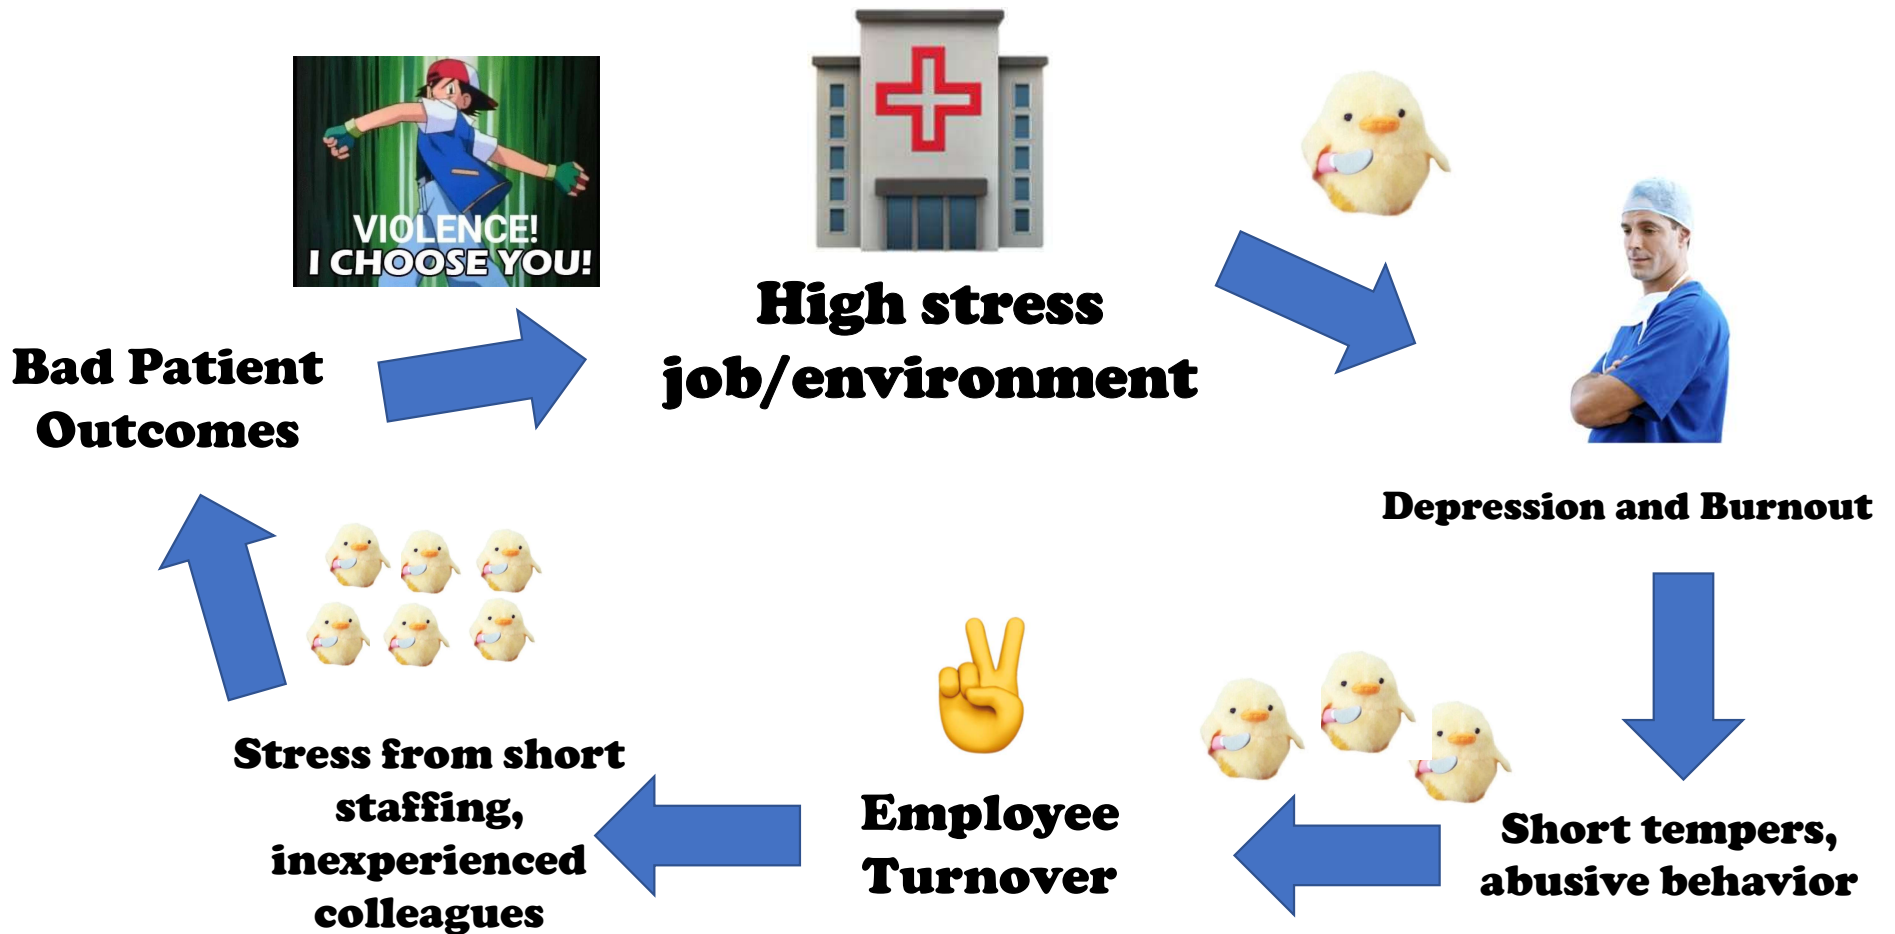 VIOLENCE!
I CHOOSE YOU!
High stress
job/environment
Bad Patient
Outcomes
Depression and Burnout
Stress from short
staffing,
inexperienced
colleagues
Employee
Turnover
Short tempers,
abusive behavior